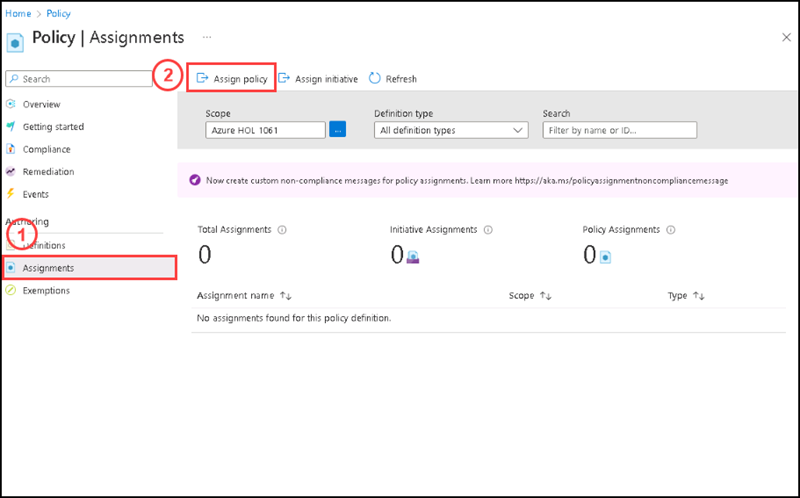 Home > Policy
Policy | Assignments ...
Search
Overview
Getting started
Compliance
Remediation
Events
Authoring
1
Definitions
Assignments
Exemptions
2
Assign policy
Assign initiative
Refresh
Scope
Azure HOL 1061
...
Definition type
All definition types
Search
Filter by name or ID...
Now create custom non-compliance messages for policy assignments. Learn more https://aka.ms/policyassignmentnoncompliancemessage
Total Assignments
0
Initiative Assignments
0
Policy Assignments
0
Assignment name ↑↓ Scope ↑↓ Type ↑↓
No assignments found for this policy definition.